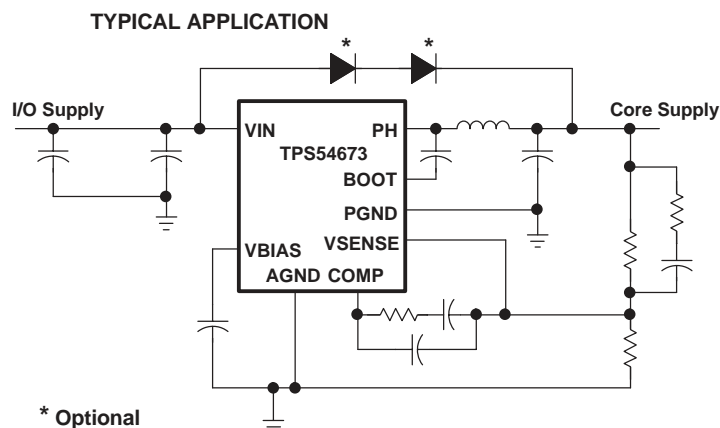 TYPICAL APPLICATION
* *
I/O Supply
Core Supply
VIN
PH
TPS54673
BOOT
PGND
VSENSE
VBIAS
AGND COMP
* Optional